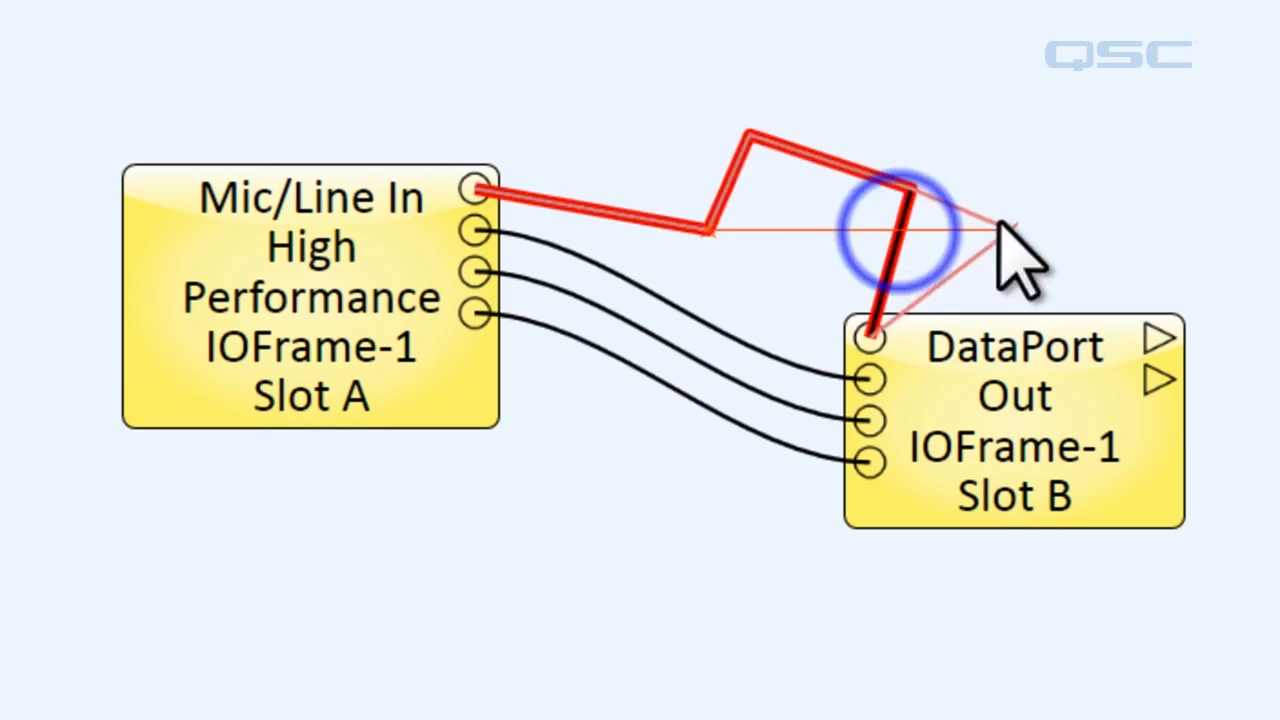 QSC
Mic/Line In
High
Performance
IOFrame-1
Slot A
DataPort
Out
IOFrame-1
Slot B